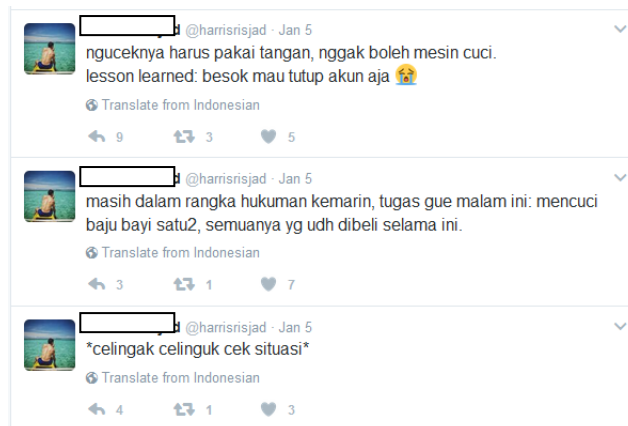 @harrisrisjad · Jan 5
nguceknya harus pakai tangan, nggak boleh mesin cuci.
lesson learned: besok mau tutup akun aja 😭
Translate from Indonesian
9 3 5
@harrisrisjad · Jan 5
masih dalam rangka hukuman kemarin, tugas gue malam ini: mencuci
baju bayi satu2, semuanya yg udh dibeli selama ini.
Translate from Indonesian
3 1 7
@harrisrisjad · Jan 5
*celingak celinguk cek situasi*
Translate from Indonesian
4 1 3